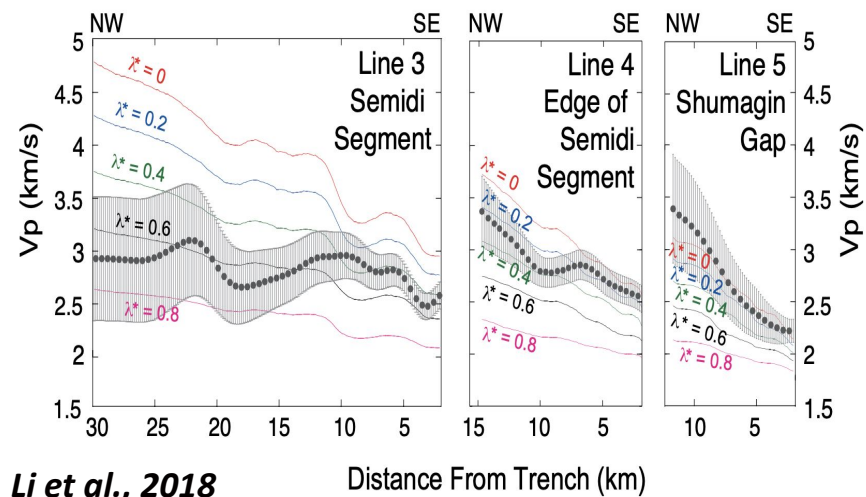 NW SE NW SE NW SE
Line 3
Semidi
Segment
Line 4
Edge of
Semidi
Segment
Line 5
Shumagin
Gap
Vp (km/s)
5
4.5
4
3.5
3
2.5
2
1.5
λ* = 0
λ* = 0.2
λ* = 0.4
λ* = 0.6
λ* = 0.8
30 25 20 15 10 5
λ* = 0
λ* = 0.2
λ* = 0.4
λ* = 0.6
λ* = 0.8
15 10 5
λ* = 0
λ* = 0.2
λ* = 0.4
λ* = 0.6
λ* = 0.8
10 5
5
4.5
4
3.5
3
2.5
2
1.5
Vp (km/s)
Li et al., 2018
Distance From Trench (km)